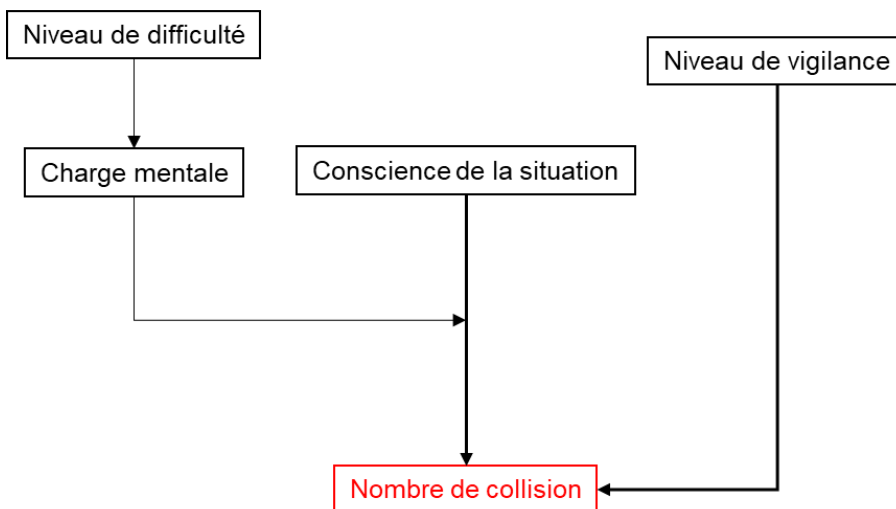 Niveau de difficulté
Niveau de vigilance
Charge mentale
Conscience de la situation
Nombre de collision